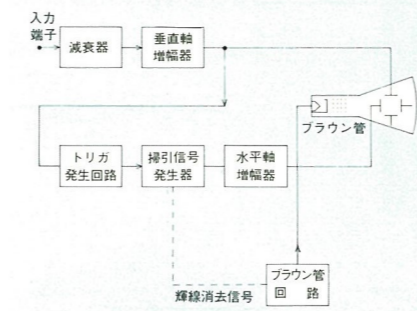 入力
端子
減衰器
垂直軸
増幅器
ブラウン管
トリガ
発生回路
掃引信号
発生器
水平軸
増幅器
ブラウン管
回路
輝線消去信号